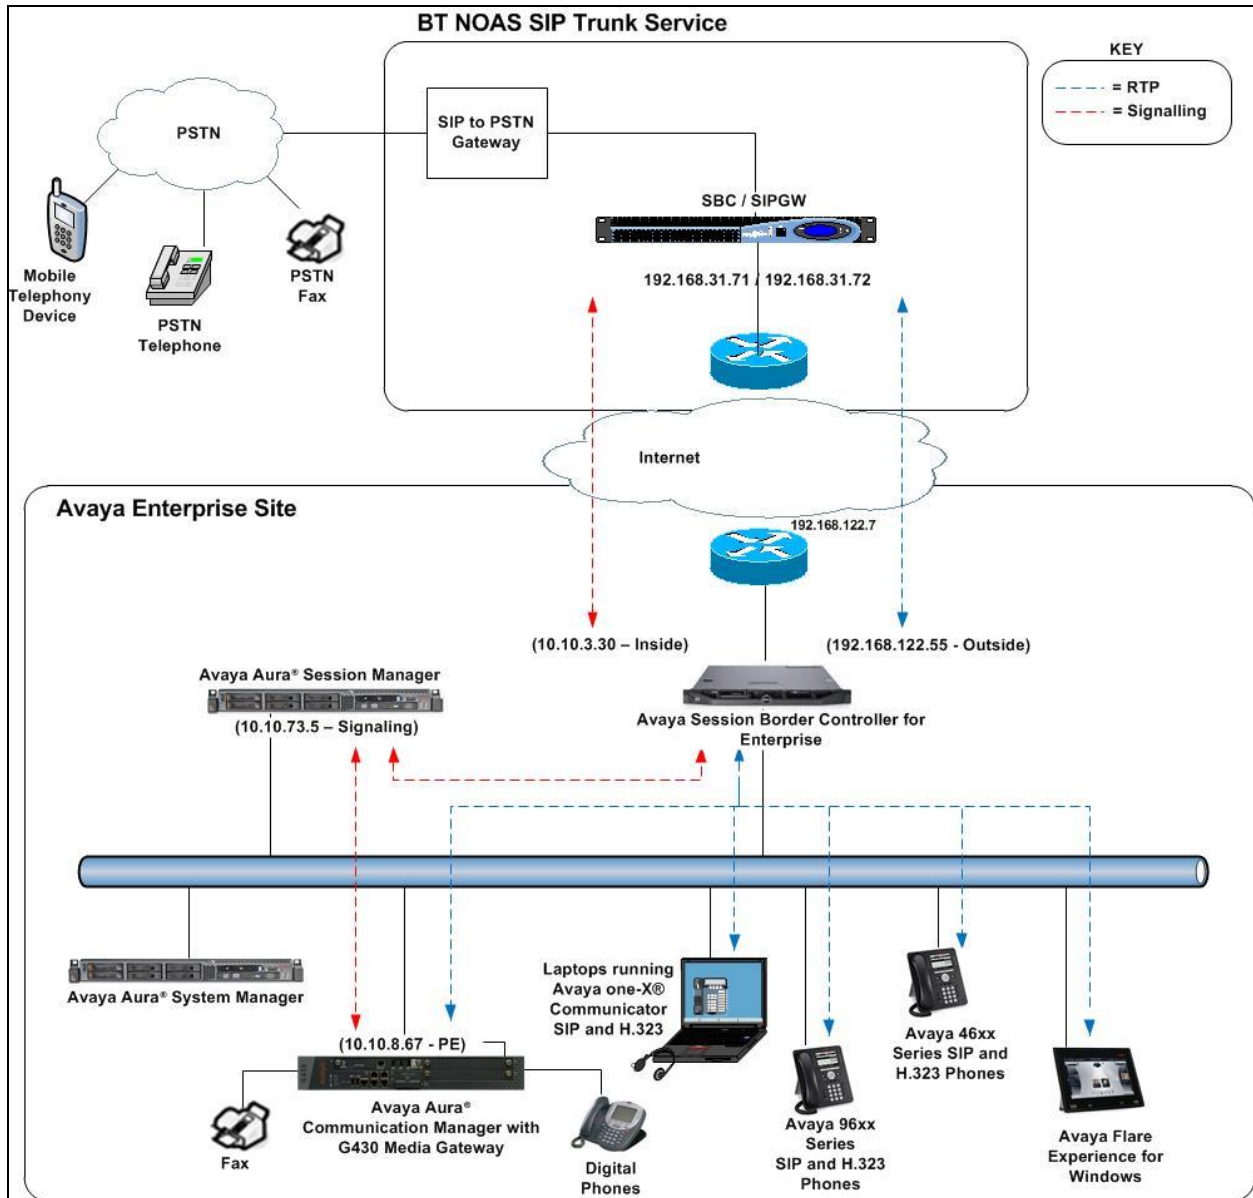 BT NOAS SIP Trunk Service
KEY
= RTP
= Signalling
SIP to PSTN
Gateway
PSTN
SBC / SIPGW
Mobile
Telephony
Device
PSTN
Telephone
PSTN
Fax
192.168.31.71 / 192.168.31.72
Internet
Avaya Enterprise Site
192.168.122.7
(10.10.3.30 – Inside)
(192.168.122.55 - Outside)
Avaya Aura® Session Manager
(10.10.73.5 – Signaling)
Avaya Session Border Controller for
Enterprise
Avaya Aura® System Manager
Laptops running
Avaya one-X®
Communicator
SIP and H.323
Avaya 46xx
Series SIP and
H.323 Phones
(10.10.8.67 - PE)
Avaya Aura®
Communication Manager with
G430 Media Gateway
Fax
Digital
Phones
Avaya 96xx
Series
SIP and H.323
Phones
Avaya Flare
Experience for
Windows